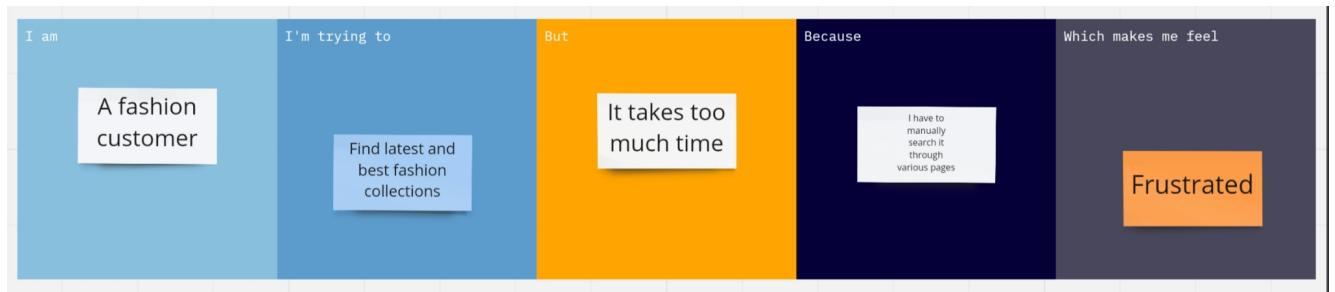 I am
A fashion
customer
I'm trying to
Find latest and
best fashion
collections
But
It takes too
much time
Because
I have to
manually
search it
through
various pages
Which makes me feel
Frustrated